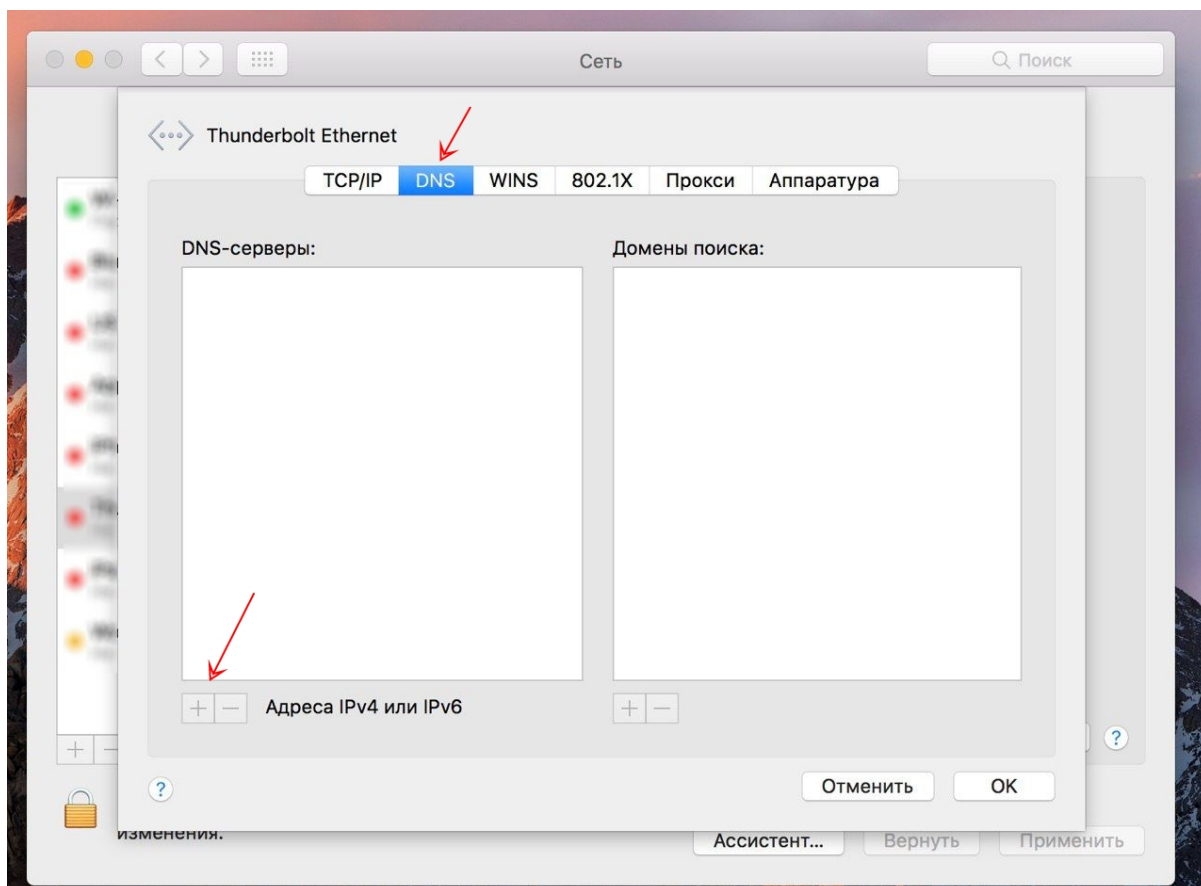 Сеть
Поиск
Thunderbolt Ethernet
TCP/IP DNS WINS 802.1X Прокси Аппаратура
DNS-серверы:
Домены поиска:
+ − Адреса IPv4 или IPv6
+ −
+ −
?
?
Отменить OK
изменения.
Ассистент... Вернуть Применить